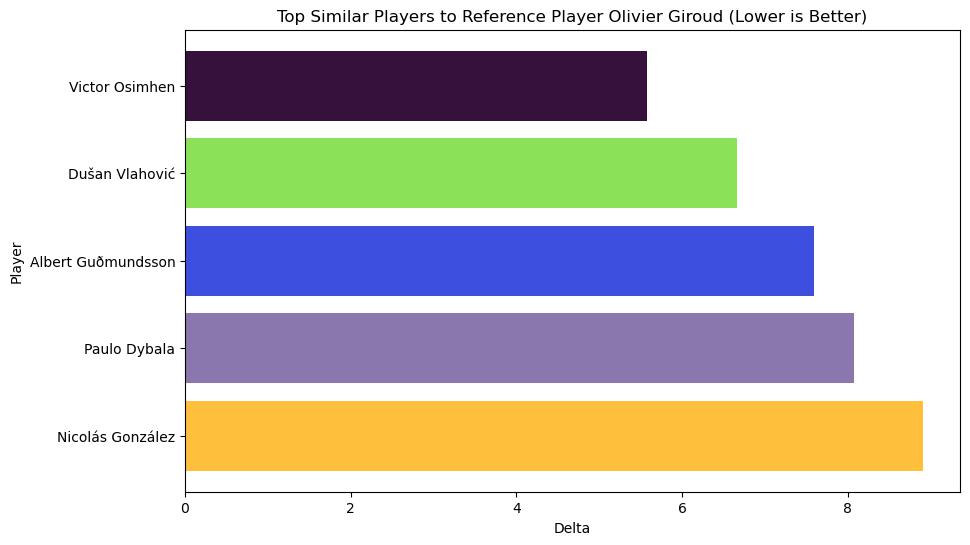 Top Similar Players to Reference Player Olivier Giroud (Lower is Better)
Player
Victor Osimhen
Dušan Vlahović
Albert Guðmundsson
Paulo Dybala
Nicolás González
0 2 4 6 8
Delta